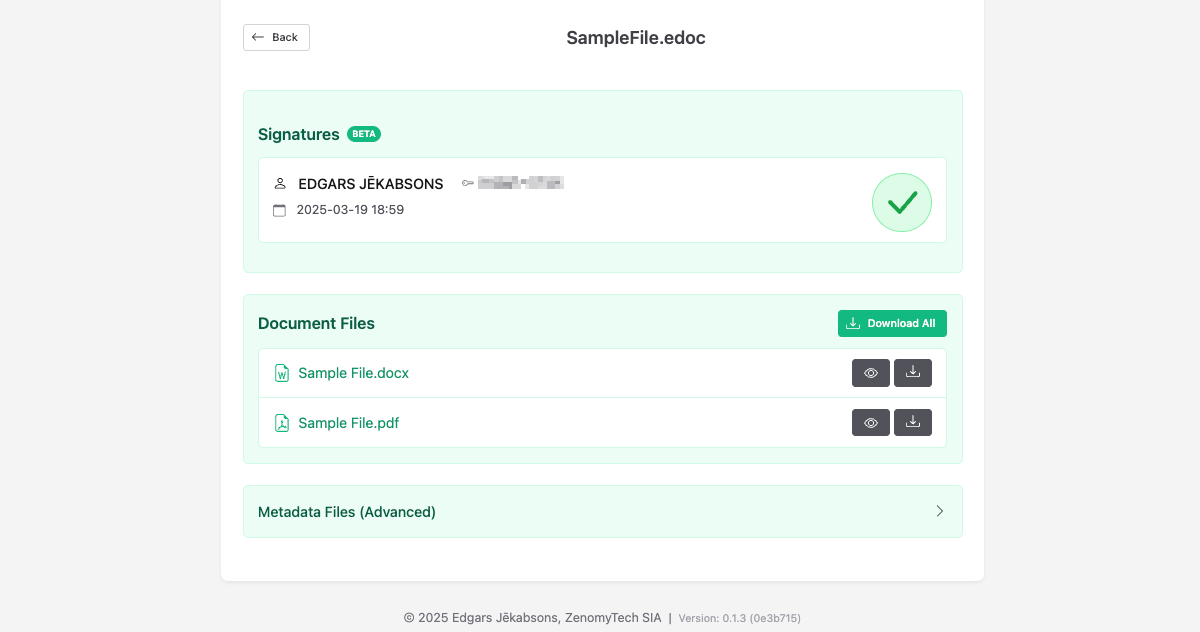 Back
SampleFile.edoc
Signatures BETA
EDGARS JĒKABSONS
2025-03-19 18:59
Document Files
Download All
Sample File.docx
Sample File.pdf
Metadata Files (Advanced)
© 2025 Edgars Jēkabsons, ZenomyTech SIA | Version: 0.1.3 (0e3b715)